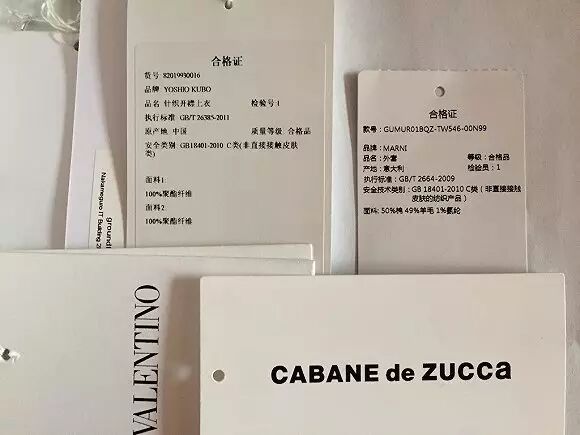 合格证
货号 82019930016
品牌 YOSHIO KUBO
品名 针织开襟上衣 检验号:1
执行标准 GB/T 26385-2011
原产地 中国 质量等级 合格品
安全类别 GB18401-2010 C类(非直接接触皮肤
类)
面料1:
100%聚酯纤维
面料2:
100%聚酯纤维
合格证
款号: GUMUR01BQZ-TW546-00N99
品牌: MARNI
品名: 外套 等级: 合格品
产地: 意大利 检验员: 1
执行标准: GB/T 2664-2009
安全技术类别: GB 18401-2010 C类 (非直接接触
皮肤的纺织产品)
面料: 50%棉 49%羊毛 1%氨纶
Nakameguro IT Building 2
VALENTINO
CABANE de ZUCCa